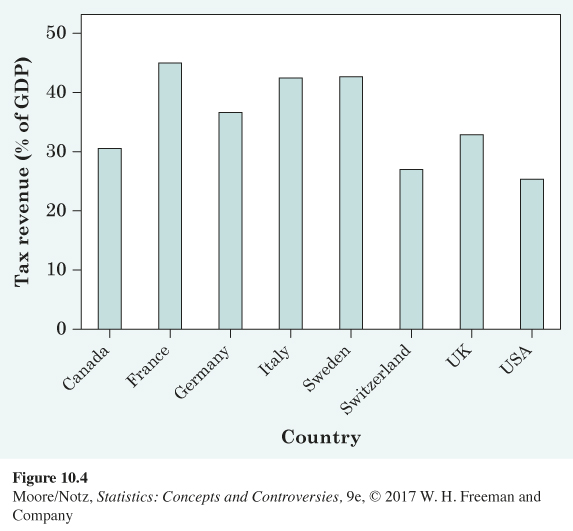 Tax revenue (% of GDP)
50
40
30
20
10
0
Canada
France
Germany
Italy
Sweden
Switzerland
UK
USA
Country
Figure 10.4
Moore/Notz, Statistics: Concepts and Controversies, 9e, © 2017 W. H. Freeman and
Company